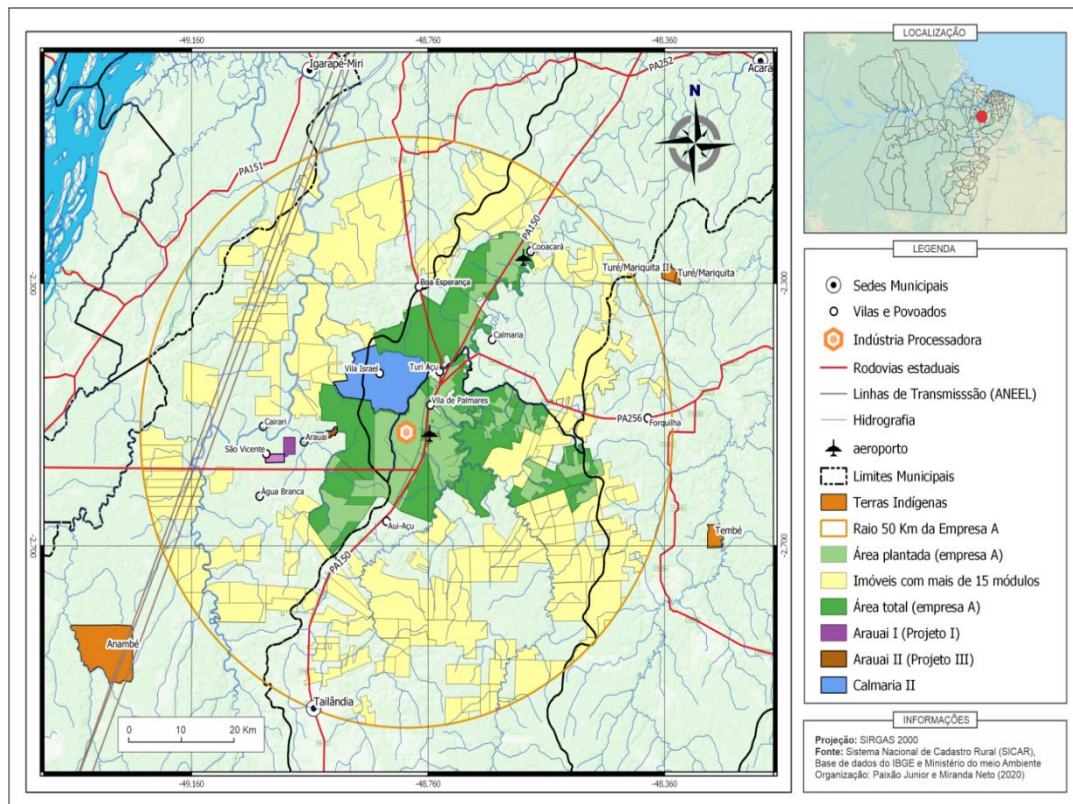 -49.160
-48.760
-48.360
Igarapé-Miri
PA252
Acará
PA151
N
PA150
Cooacará
Turé/Mariquita II
Turé/Mariquita
-2.300
-2.300
Boa Esperança
Calmaria
Vila Israel
Turi Açu
Vila de Palmares
PA256
Forquilha
Cairari
Arauai
São Vicente
Água Branca
Aui-Açu
Tembé
-2.700
-2.700
PA150
Anambé
Tailândia
0 10 20 Km
-49.160
-48.760
-48.360
LOCALIZAÇÃO
LEGENDA
Sedes Municipais
Vilas e Povoados
Indústria Processadora
Rodovias estaduais
Linhas de Transmisssão (ANEEL)
Hidrografia
aeroporto
Limites Municipais
Terras Indígenas
Raio 50 Km da Empresa A
Área plantada (empresa A)
Imóveis com mais de 15 módulos
Área total (empresa A)
Arauai I (Projeto I)
Arauai II (Projeto III)
Calmaria II
INFORMAÇÕES
Projeção: SIRGAS 2000
Fonte: Sistema Nacional de Cadastro Rural (SICAR),
Base de dados do IBGE e Ministério do meio Ambiente
Organização: Paixão Junior e Miranda Neto (2020)